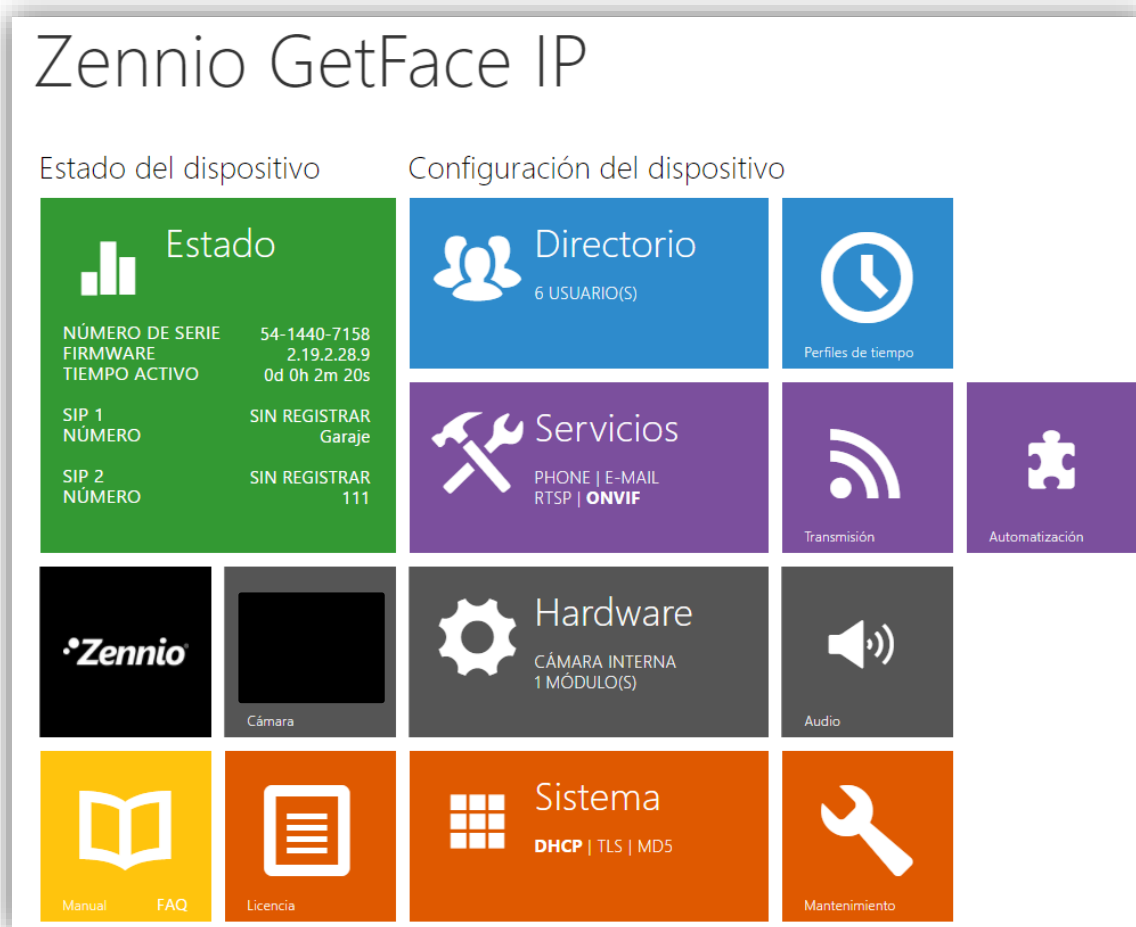 Zennio GetFace IP
Estado del dispositivo
Configuración del dispositivo
Estado
NÚMERO DE SERIE 54-1440-7158
FIRMWARE 2.19.2.28.9
TIEMPO ACTIVO 0d 0h 2m 20s
SIP 1 SIN REGISTRAR
NÚMERO Garaje
SIP 2 SIN REGISTRAR
NÚMERO 111
Directorio
6 USUARIO(S)
Perfiles de tiempo
Servicios
PHONE | E-MAIL
RTSP | ONVIF
Transmisión
Automatización
Zennio
Cámara
Hardware
CÁMARA INTERNA
1 MÓDULO(S)
Audio
Manual FAQ
Licencia
Sistema
DHCP | TLS | MD5
Mantenimiento